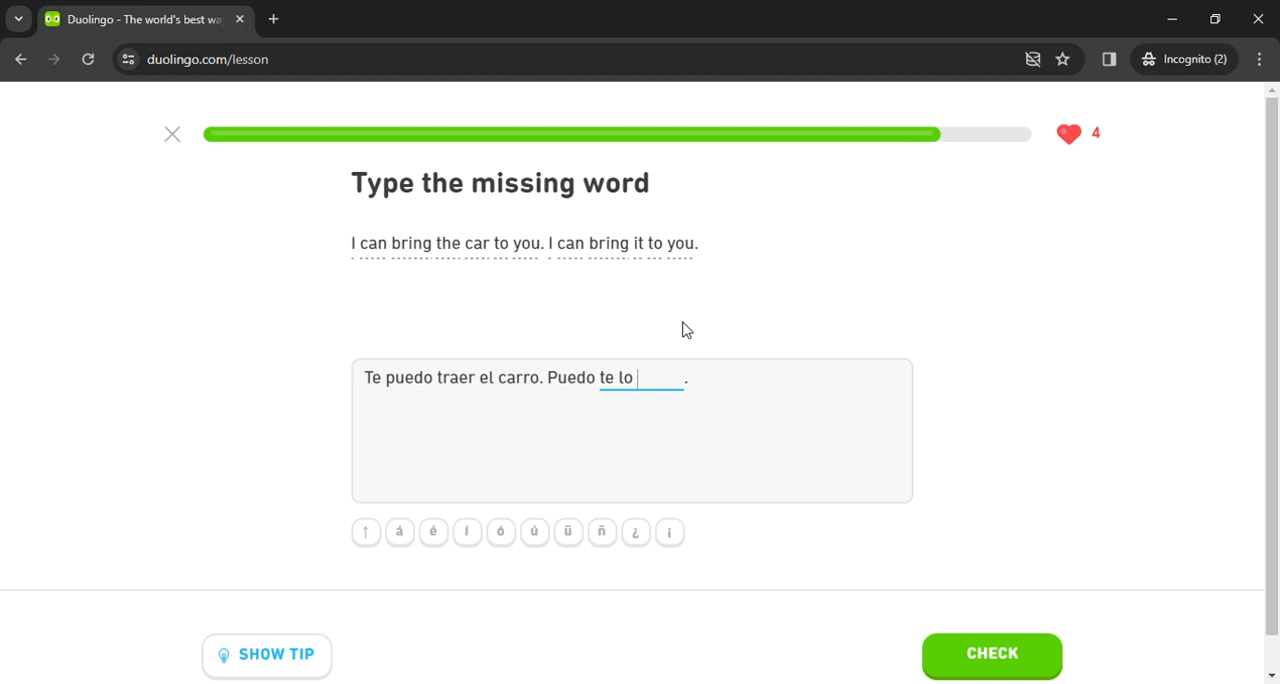 Duolingo - The world's best wa
duolingo.com/lesson
Incognito (2)
4
Type the missing word
I can bring the car to you. I can bring it to you.
Te puedo traer el carro. Puedo te lo .
↑ á é í ó ú ü ñ ¿ ¡
SHOW TIP
CHECK